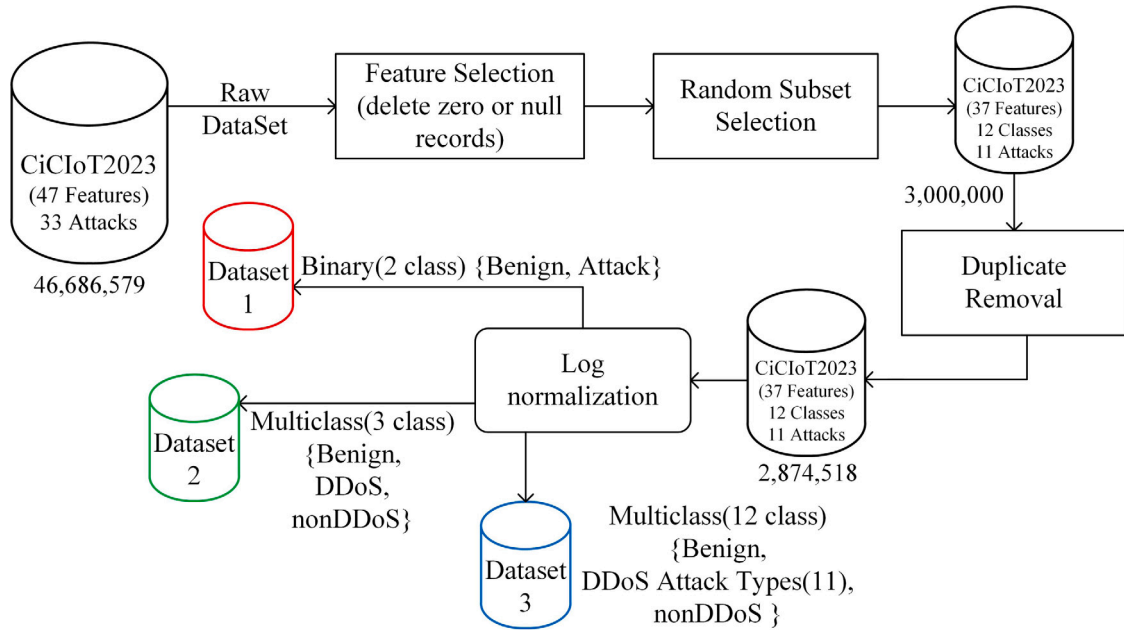 CiCIoT2023
(47 Features)
33 Attacks
46,686,579
Raw
DataSet
Feature Selection
(delete zero or null
records)
Random Subset
Selection
CiCIoT2023
(37 Features)
12 Classes
11 Attacks
3,000,000
Duplicate
Removal
CiCIoT2023
(37 Features)
12 Classes
11 Attacks
2,874,518
Log
normalization
Binary(2 class) {Benign, Attack}
Dataset
1
Multiclass(3 class)
{Benign,
DDoS,
nonDDoS}
Dataset
2
Multiclass(12 class)
{Benign,
DDoS Attack Types(11),
nonDDoS }
Dataset
3